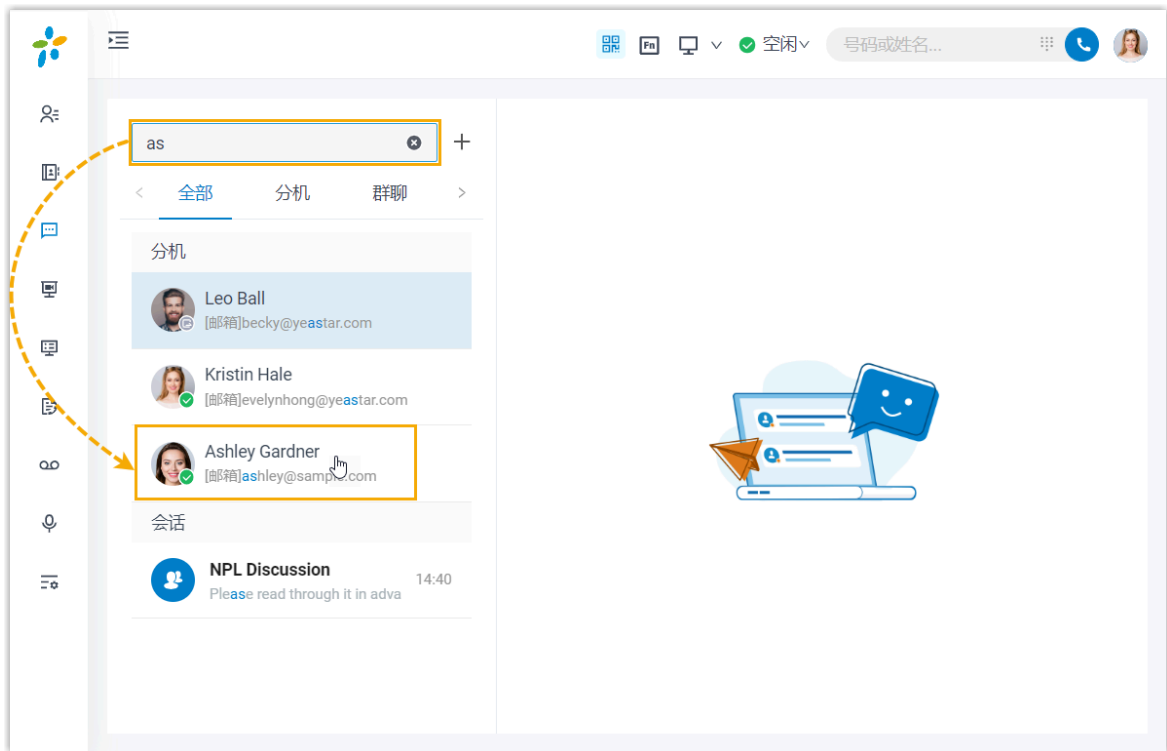 Fn
空闲
号码或姓名...
as
全部
分机
群聊
分机
Leo Ball
[邮箱]becky@yeastar.com
Kristin Hale
[邮箱]evelynhong@yeastar.com
Ashley Gardner
[邮箱]ashley@sample.com
会话
NPL Discussion
14:40
Please read through it in adva